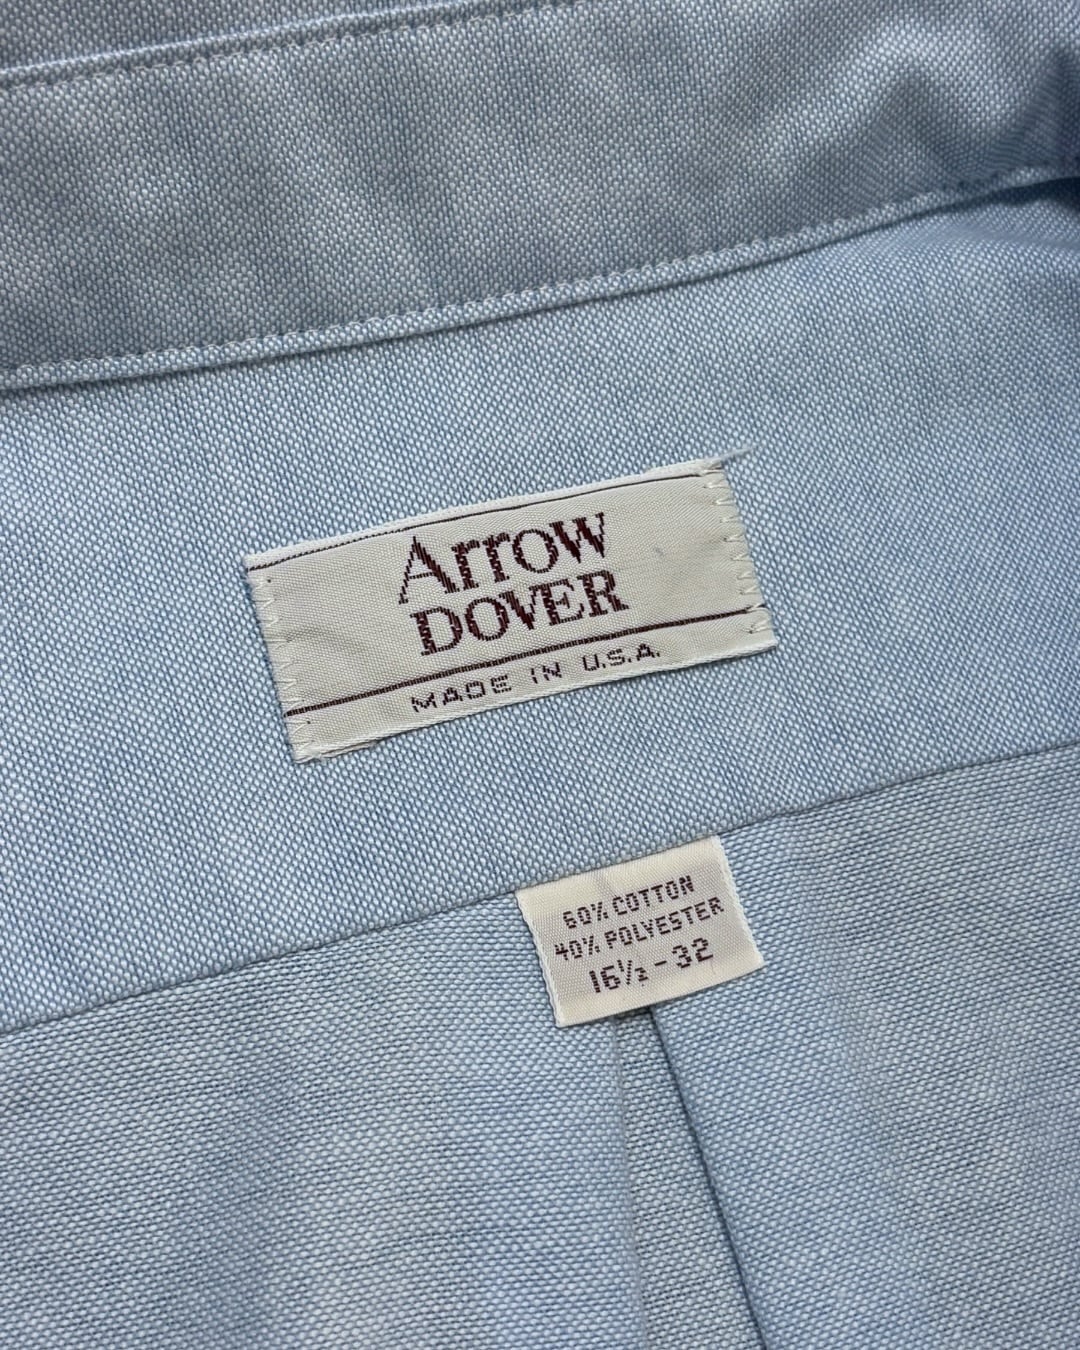 Arrow
DOVER
MADE IN U.S.A.
60% COTTON
40% POLYESTER
16½ - 32